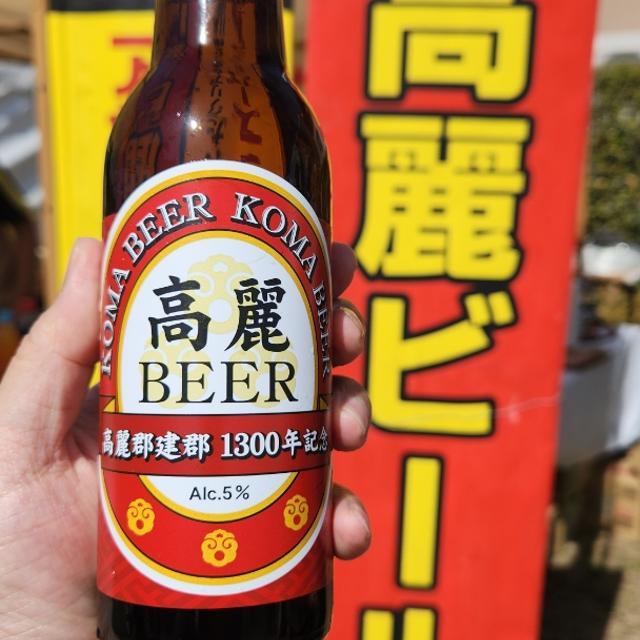 KOMA BEER KOMA BEER
高麗
BEER
高麗郡建郡 1300年記念
Alc.5%
高麗ビール